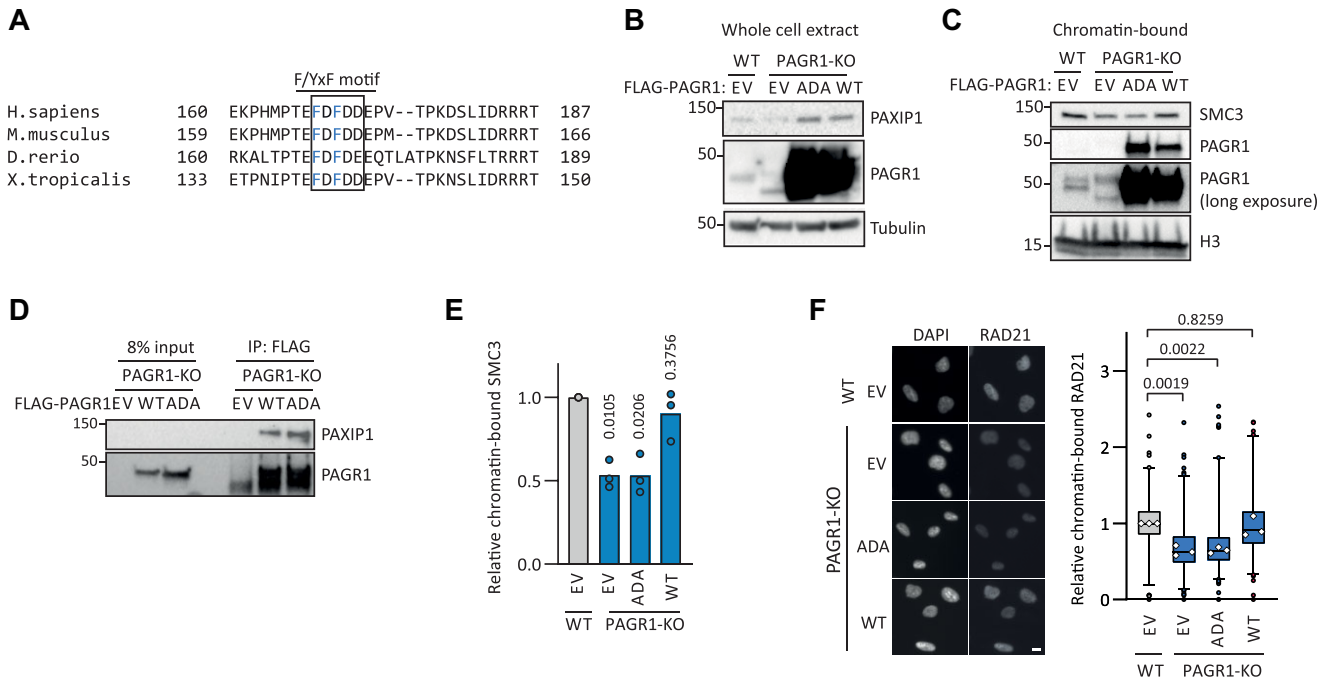 A
F/YxF motif
H.sapiens 160 EKPHMPTEFDFDDEPV--TPKDSLIDRRRT 187
M.musculus 159 EKPHMPTEFDFDDEPM--TPKDSLIDRRRT 166
D.rerio 160 RKALTPTEFDFDEEQTLATPKNSFLTRRRT 189
X.tropicalis 133 ETPNIPTEFDFDDEPV--TPKNSLIDRRRT 150
B
Whole cell extract
WT PAGR1-KO
FLAG-PAGR1: EV EV ADA WT
150 PAXIP1
50 PAGR1
50 Tubulin
C
Chromatin-bound
WT PAGR1-KO
FLAG-PAGR1: EV EV ADA WT
150 SMC3
PAGR1
50 PAGR1
(long exposure)
15 H3
D
8% input IP: FLAG
PAGR1-KO PAGR1-KO
FLAG-PAGR1 EV WT ADA EV WT ADA
150 PAXIP1
50 PAGR1
E
Relative chromatin-bound SMC3
1.0
0.5
0.0
0.0105
0.0206
0.3756
EV EV ADA WT
WT PAGR1-KO
F
DAPI RAD21
WT EV
PAGR1-KO
EV
ADA
WT
Relative chromatin-bound RAD21
3
2
1
0
0.8259
0.0022
0.0019
EV EV ADA WT
WT PAGR1-KO